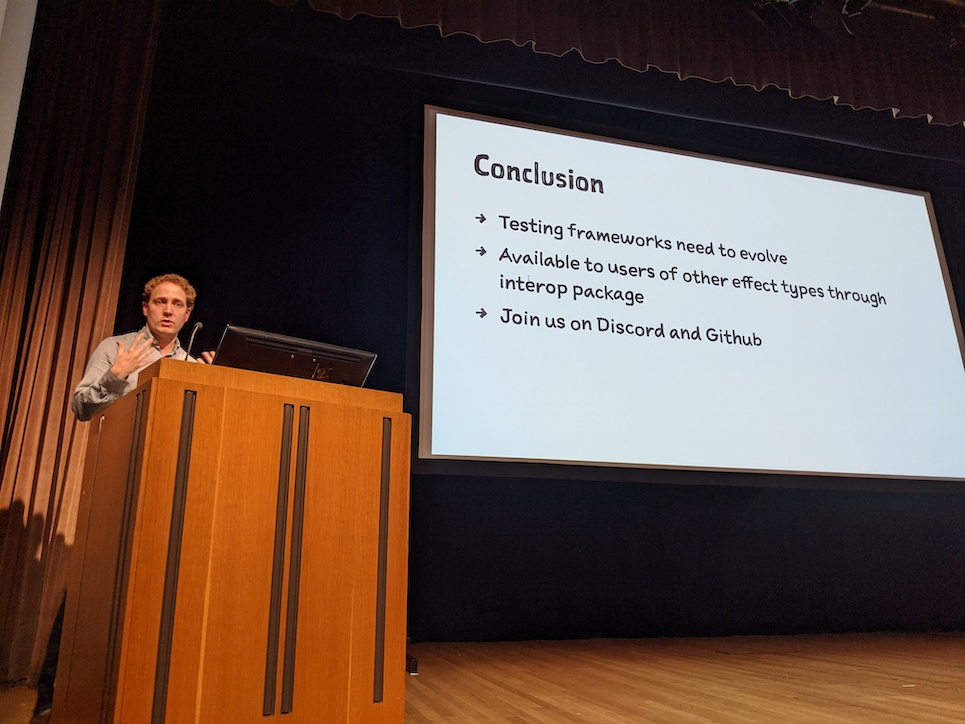 Conclusion
→ Testing frameworks need to evolve
→ Available to users of other effect types through
interop package
→ Join us on Discord and Github